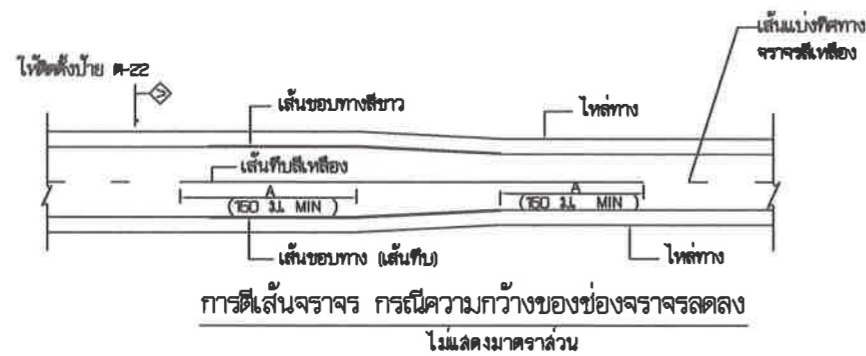 เส้นแบ่งทิศทาง
จราจรสีเหลือง
ให้ติดตั้งป้าย ต-22
เส้นขอบทางสีขาว
ไหล่ทาง
เส้นทึบสีเหลือง
A
(150 ม. MIN )
A
(150 ม. MIN )
เส้นขอบทาง (เส้นทึบ)
ไหล่ทาง
การตีเส้นจราจร กรณีความกว้างของช่องจราจรลดลง
ไม่แสดงมาตราส่วน